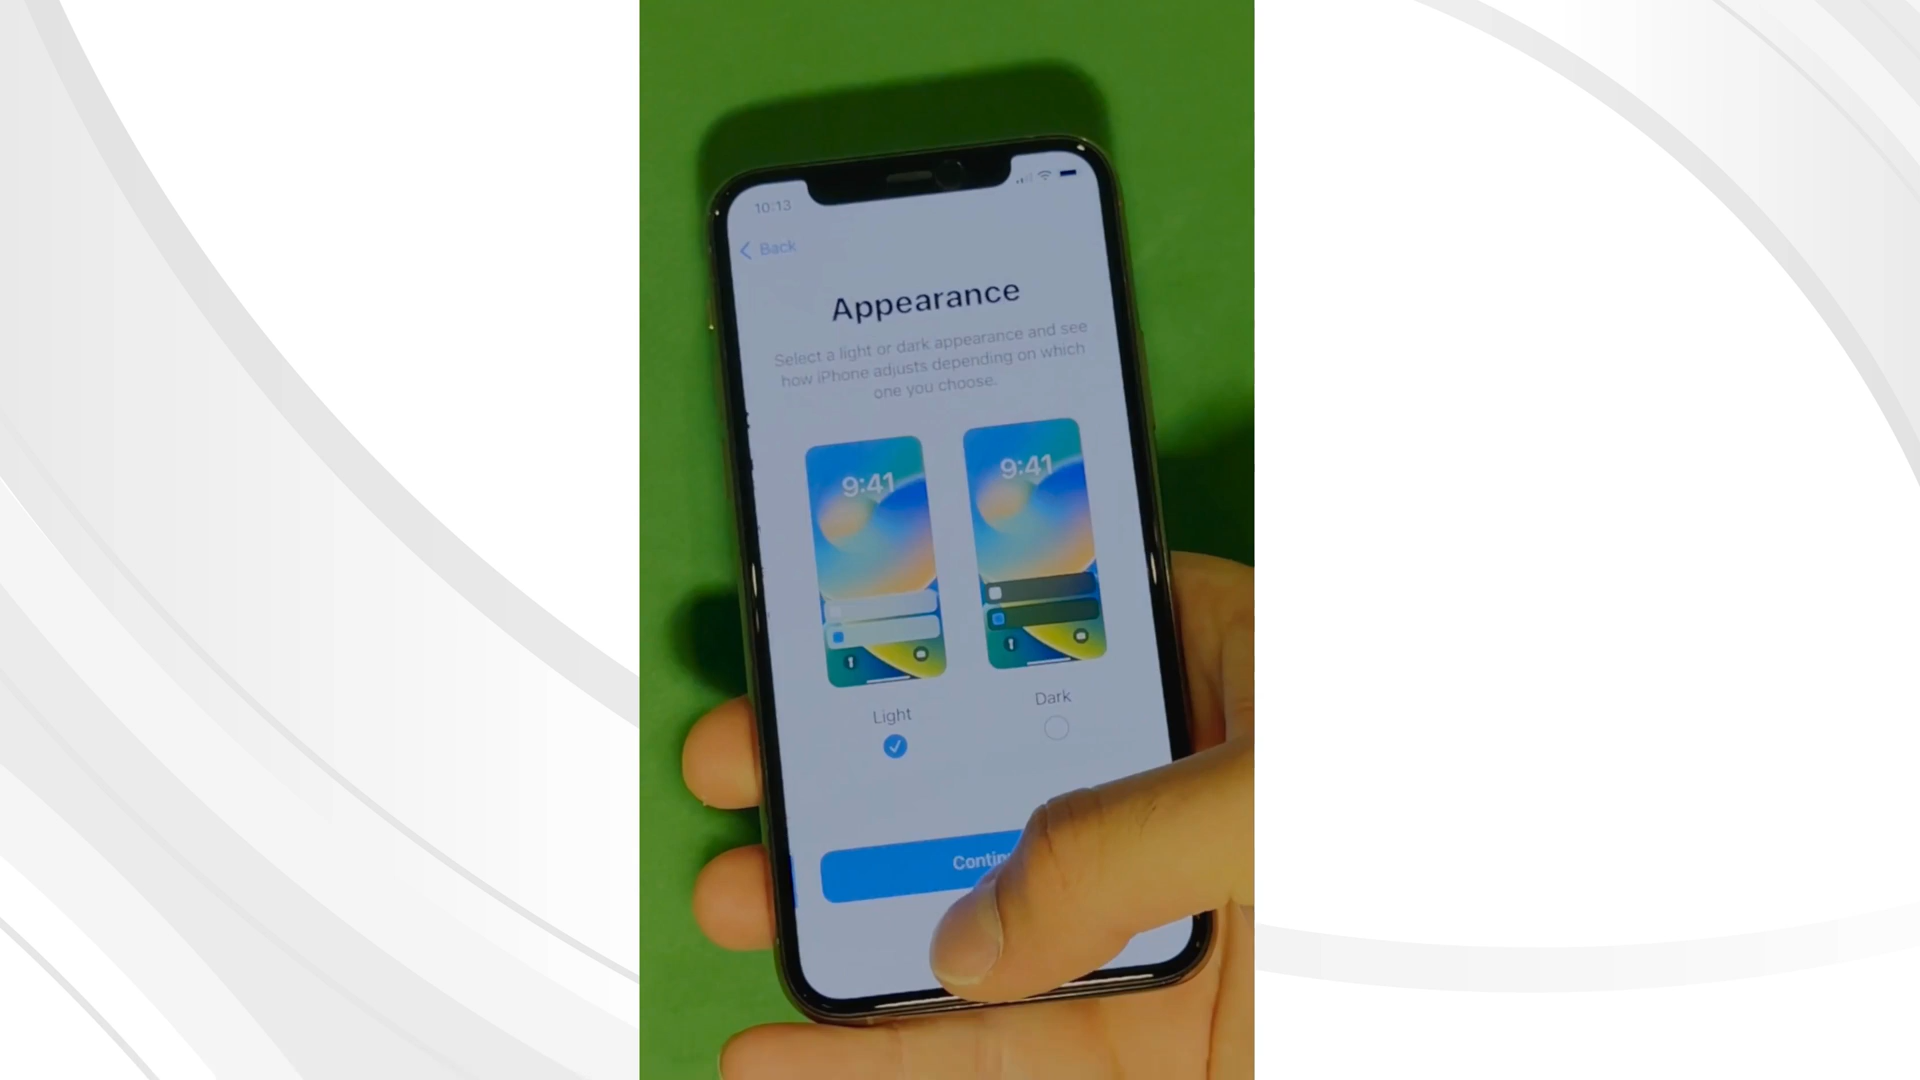 10:13
Back
Appearance
Select a light or dark appearance and see
how iPhone adjusts depending on which
one you choose.
9:41
9:41
Light
Dark